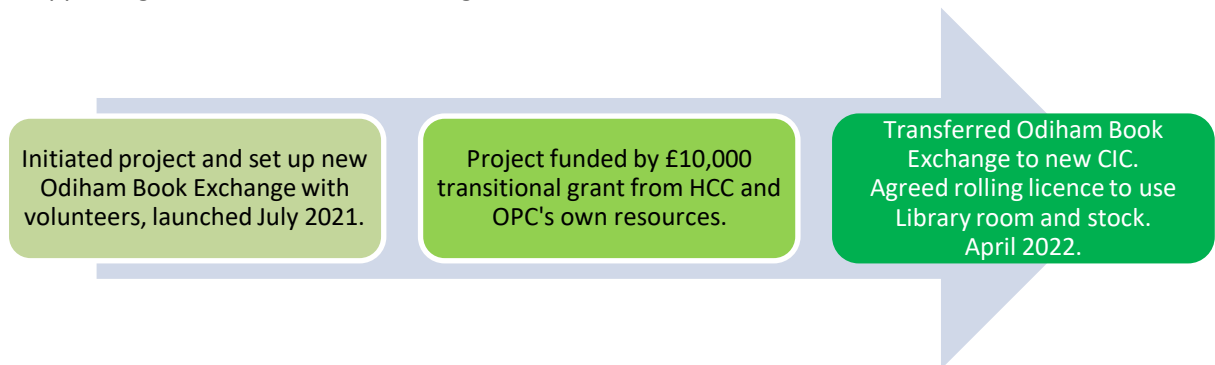 Initiated project and set up new
Odiham Book Exchange with
volunteers, launched July 2021.
Project funded by £10,000
transitional grant from HCC and
OPC's own resources.
Transferred Odiham Book
Exchange to new CIC.
Agreed rolling licence to use
Library room and stock.
April 2022.